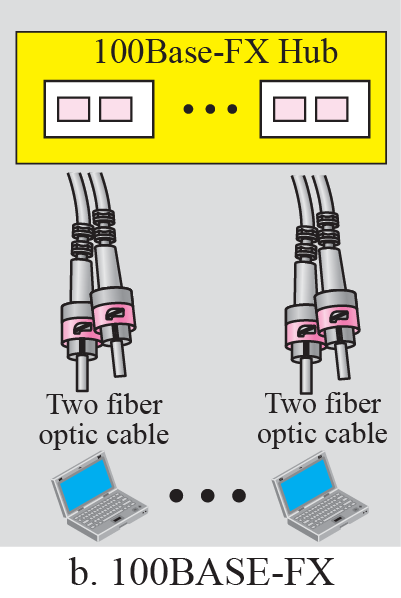 100Base-FX Hub
Two fiber
optic cable
Two fiber
optic cable
b. 100BASE-FX